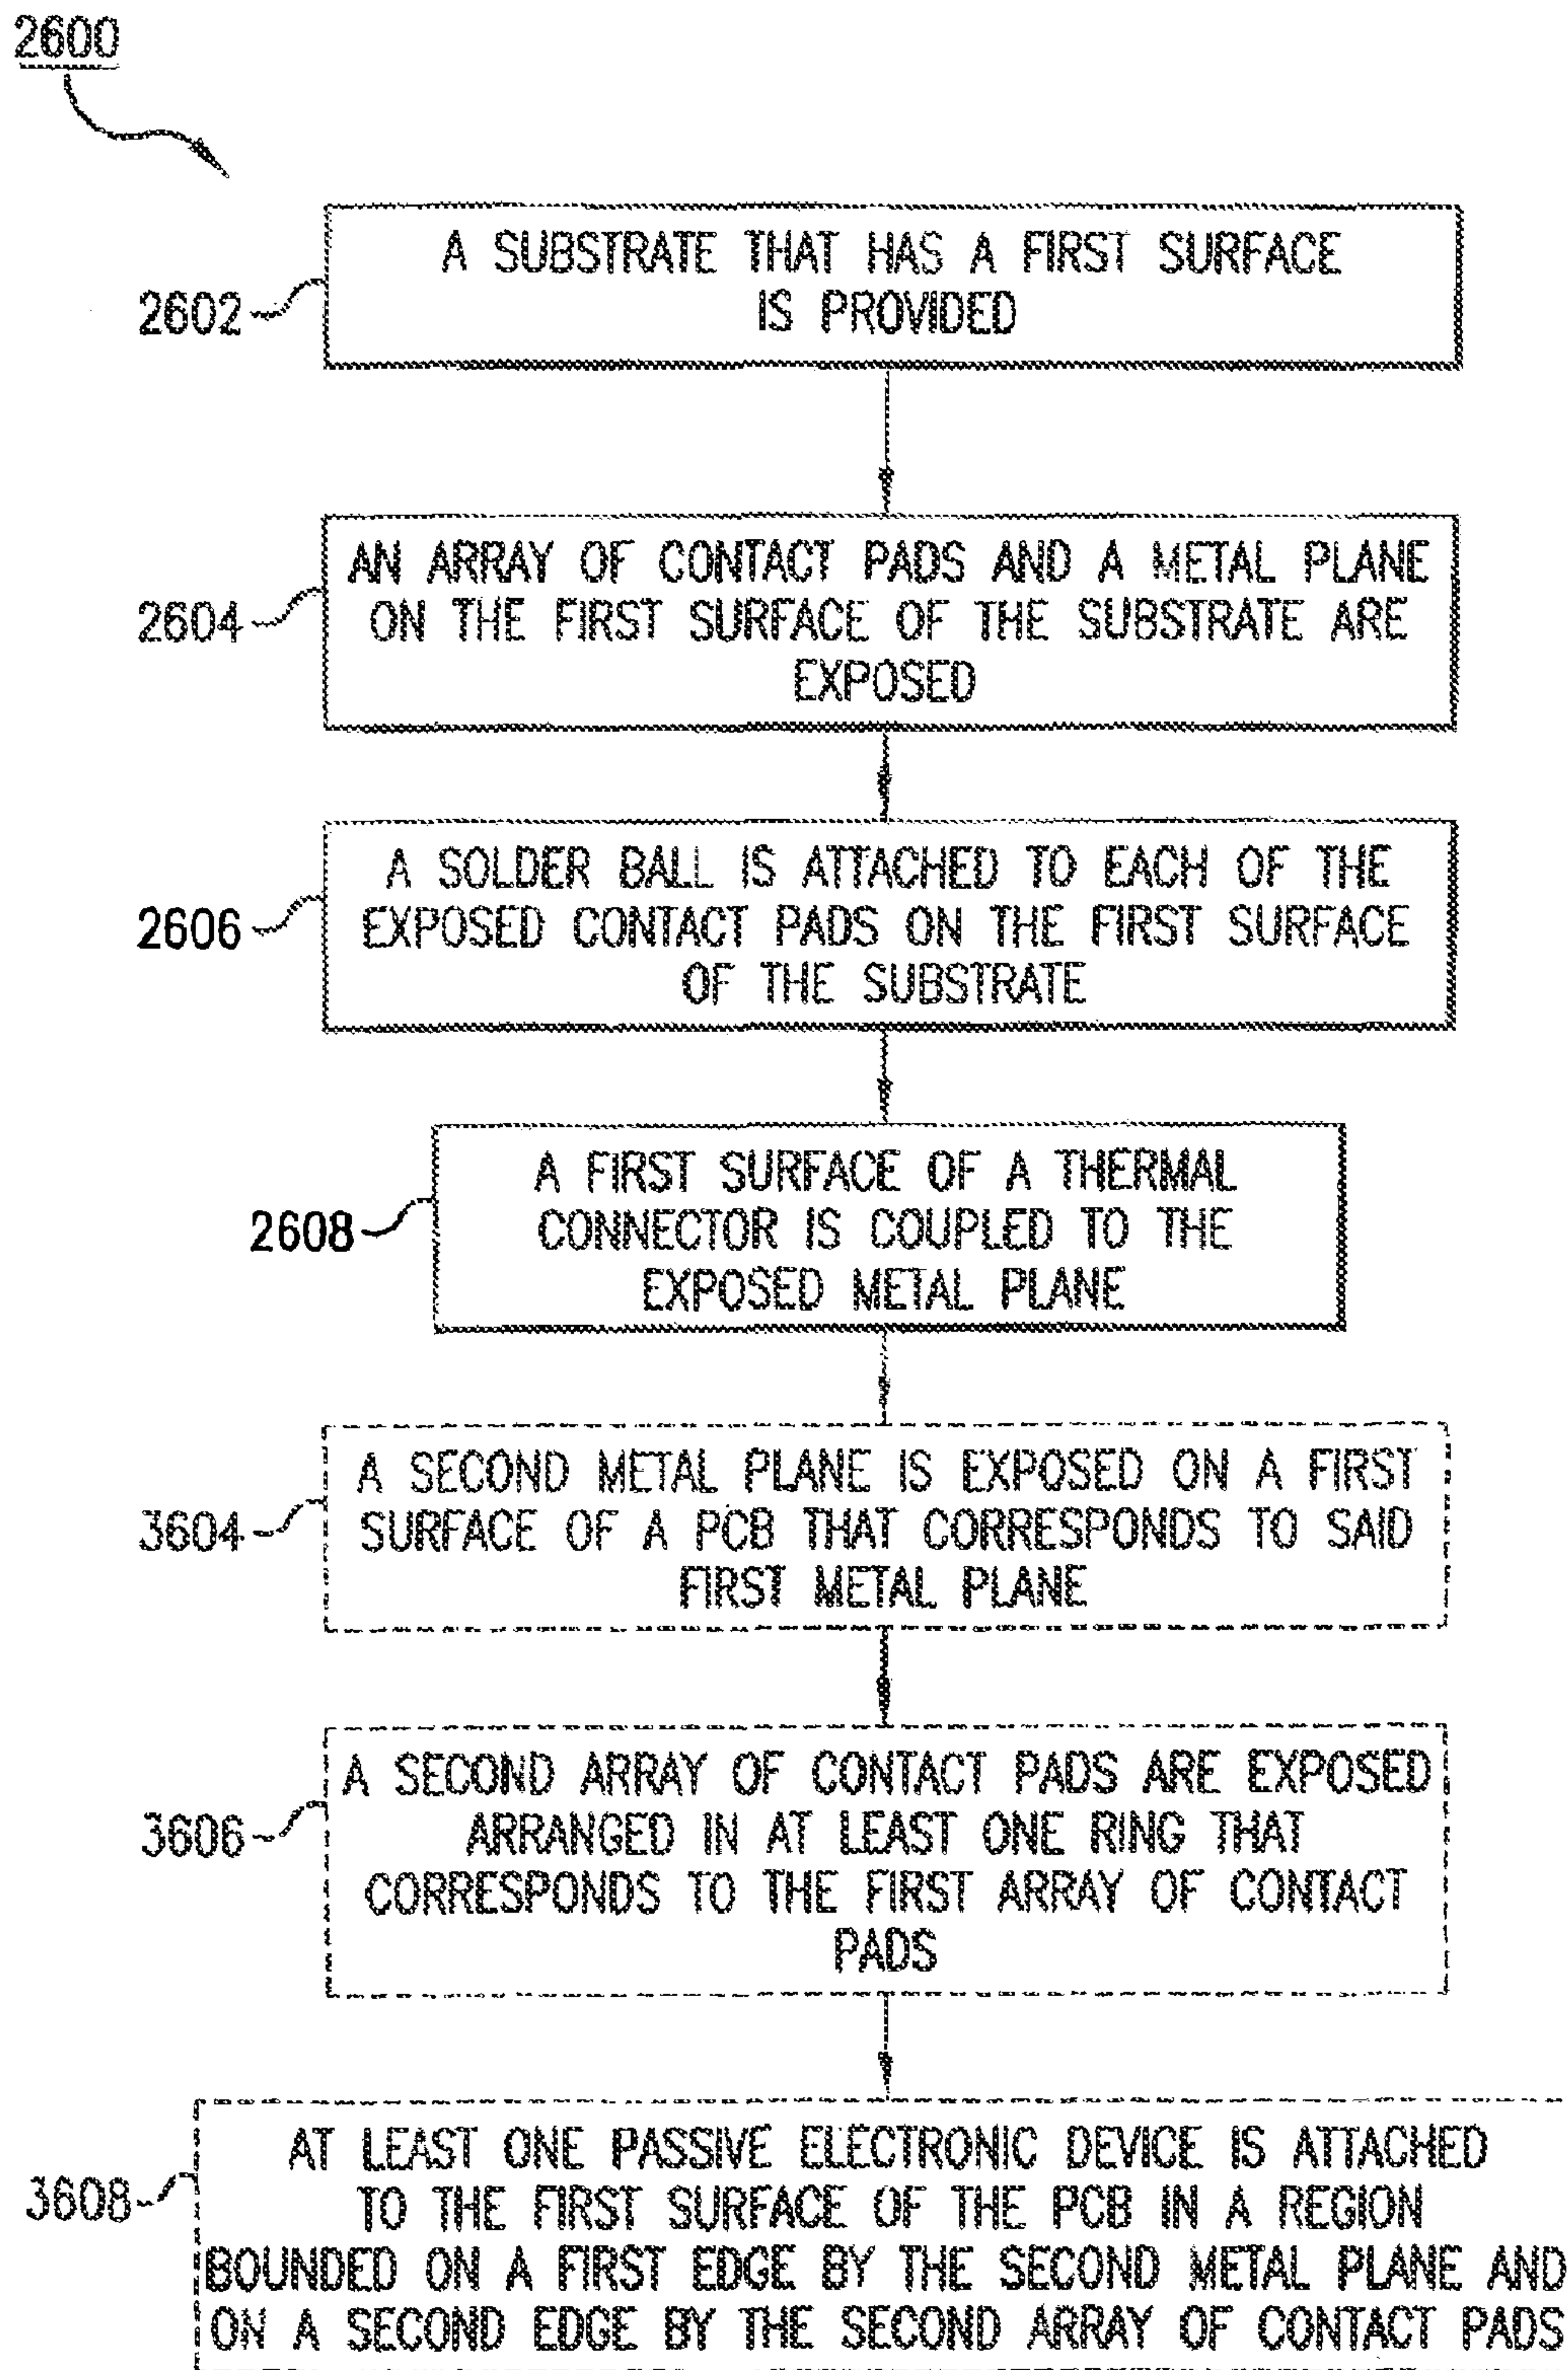 2600
A SUBSTRATE THAT HAS A FIRST SURFACE
IS PROVIDED
2602
AN ARRAY OF CONTACT PADS AND A METAL PLANE
ON THE FIRST SURFACE OF THE SUBSTRATE ARE
EXPOSED
2604
A SOLDER BALL IS ATTACHED TO EACH OF THE
EXPOSED CONTACT PADS ON THE FIRST SURFACE
OF THE SUBSTRATE
2606
A FIRST SURFACE OF A THERMAL
CONNECTOR IS COUPLED TO THE
EXPOSED METAL PLANE
2608
A SECOND METAL PLANE IS EXPOSED ON A FIRST
SURFACE OF A PCB THAT CORRESPONDS TO SAID
FIRST METAL PLANE
3604
A SECOND ARRAY OF CONTACT PADS ARE EXPOSED
ARRANGED IN AT LEAST ONE RING THAT
CORRESPONDS TO THE FIRST ARRAY OF CONTACT
PADS
3606
AT LEAST ONE PASSIVE ELECTRONIC DEVICE IS ATTACHED
TO THE FIRST SURFACE OF THE PCB IN A REGION
BOUNDED ON A FIRST EDGE BY THE SECOND METAL PLANE AND
ON A SECOND EDGE BY THE SECOND ARRAY OF CONTACT PADS
3608